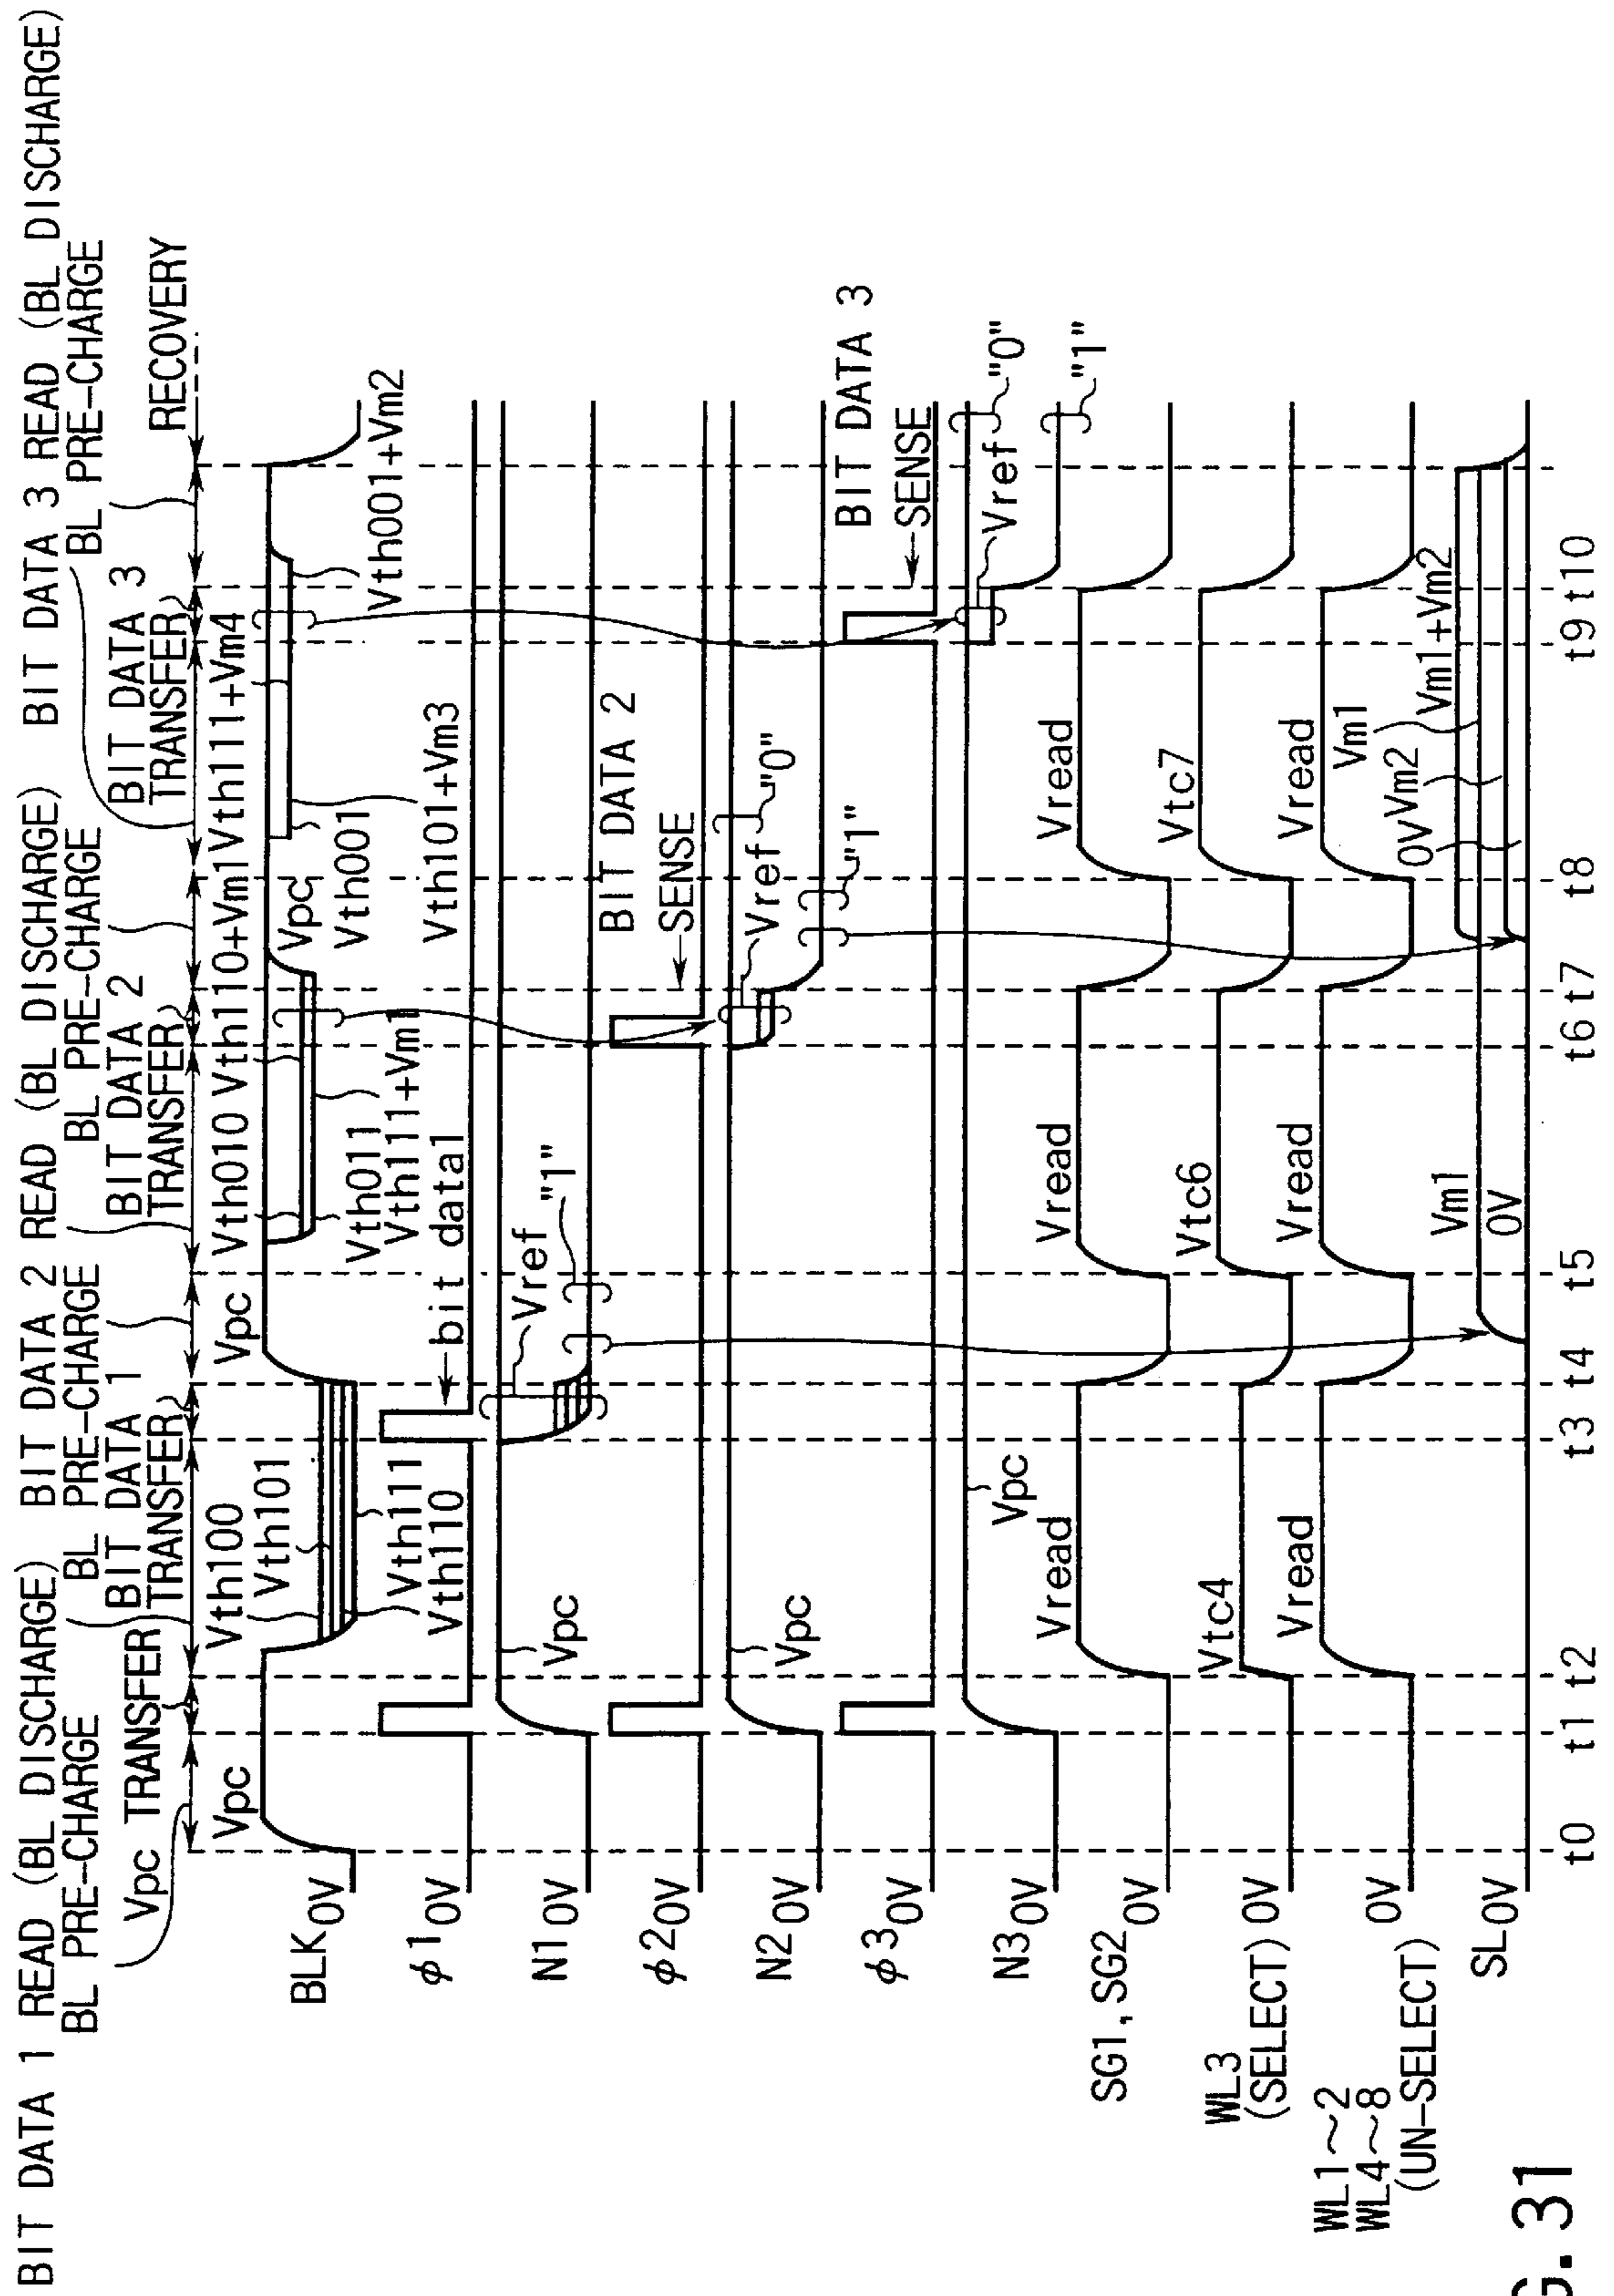 BIT DATA 1 READ (BL DISCHARGE) BIT DATA 2 READ (BL DISCHARGE) BIT DATA 3 READ (BL DISCHARGE)
BL PRE-CHARGE BL PRE-CHARGE BL PRE-CHARGE BL PRE-CHARGE
Vpc TRANSFER
BIT DATA 1
TRANSFER
BIT DATA 2
TRANSFER
BIT DATA 3
TRANSFER
RECOVERY
BLK 0V
Vpc
Vth100
Vth101
Vth111
Vth110
Vpc
Vth010 Vth110+Vm1
Vth011
Vth111+Vm1
Vpc
Vth001
Vth111+Vm4
Vth101+Vm3
Vth001+Vm2
φ1 0V
bit data1
N1 0V
Vpc
Vref
"1"
φ2 0V
BIT DATA 2
SENSE
N2 0V
Vpc
Vref
"0"
"1"
φ3 0V
BIT DATA 3
SENSE
N3 0V
Vpc
Vref
"0"
"1"
SG1, SG2 0V
Vread
Vread
Vread
WL3
(SELECT) 0V
Vtc4
Vtc6
Vtc7
WL1~2
WL4~8
(UN-SELECT)
0V
Vread
Vread
Vread
SL 0V
Vm1
0V
0V
Vm2
Vm1
Vm1+Vm2
t0 t1 t2 t3 t4 t5 t6 t7 t8 t9 t10
G. 31